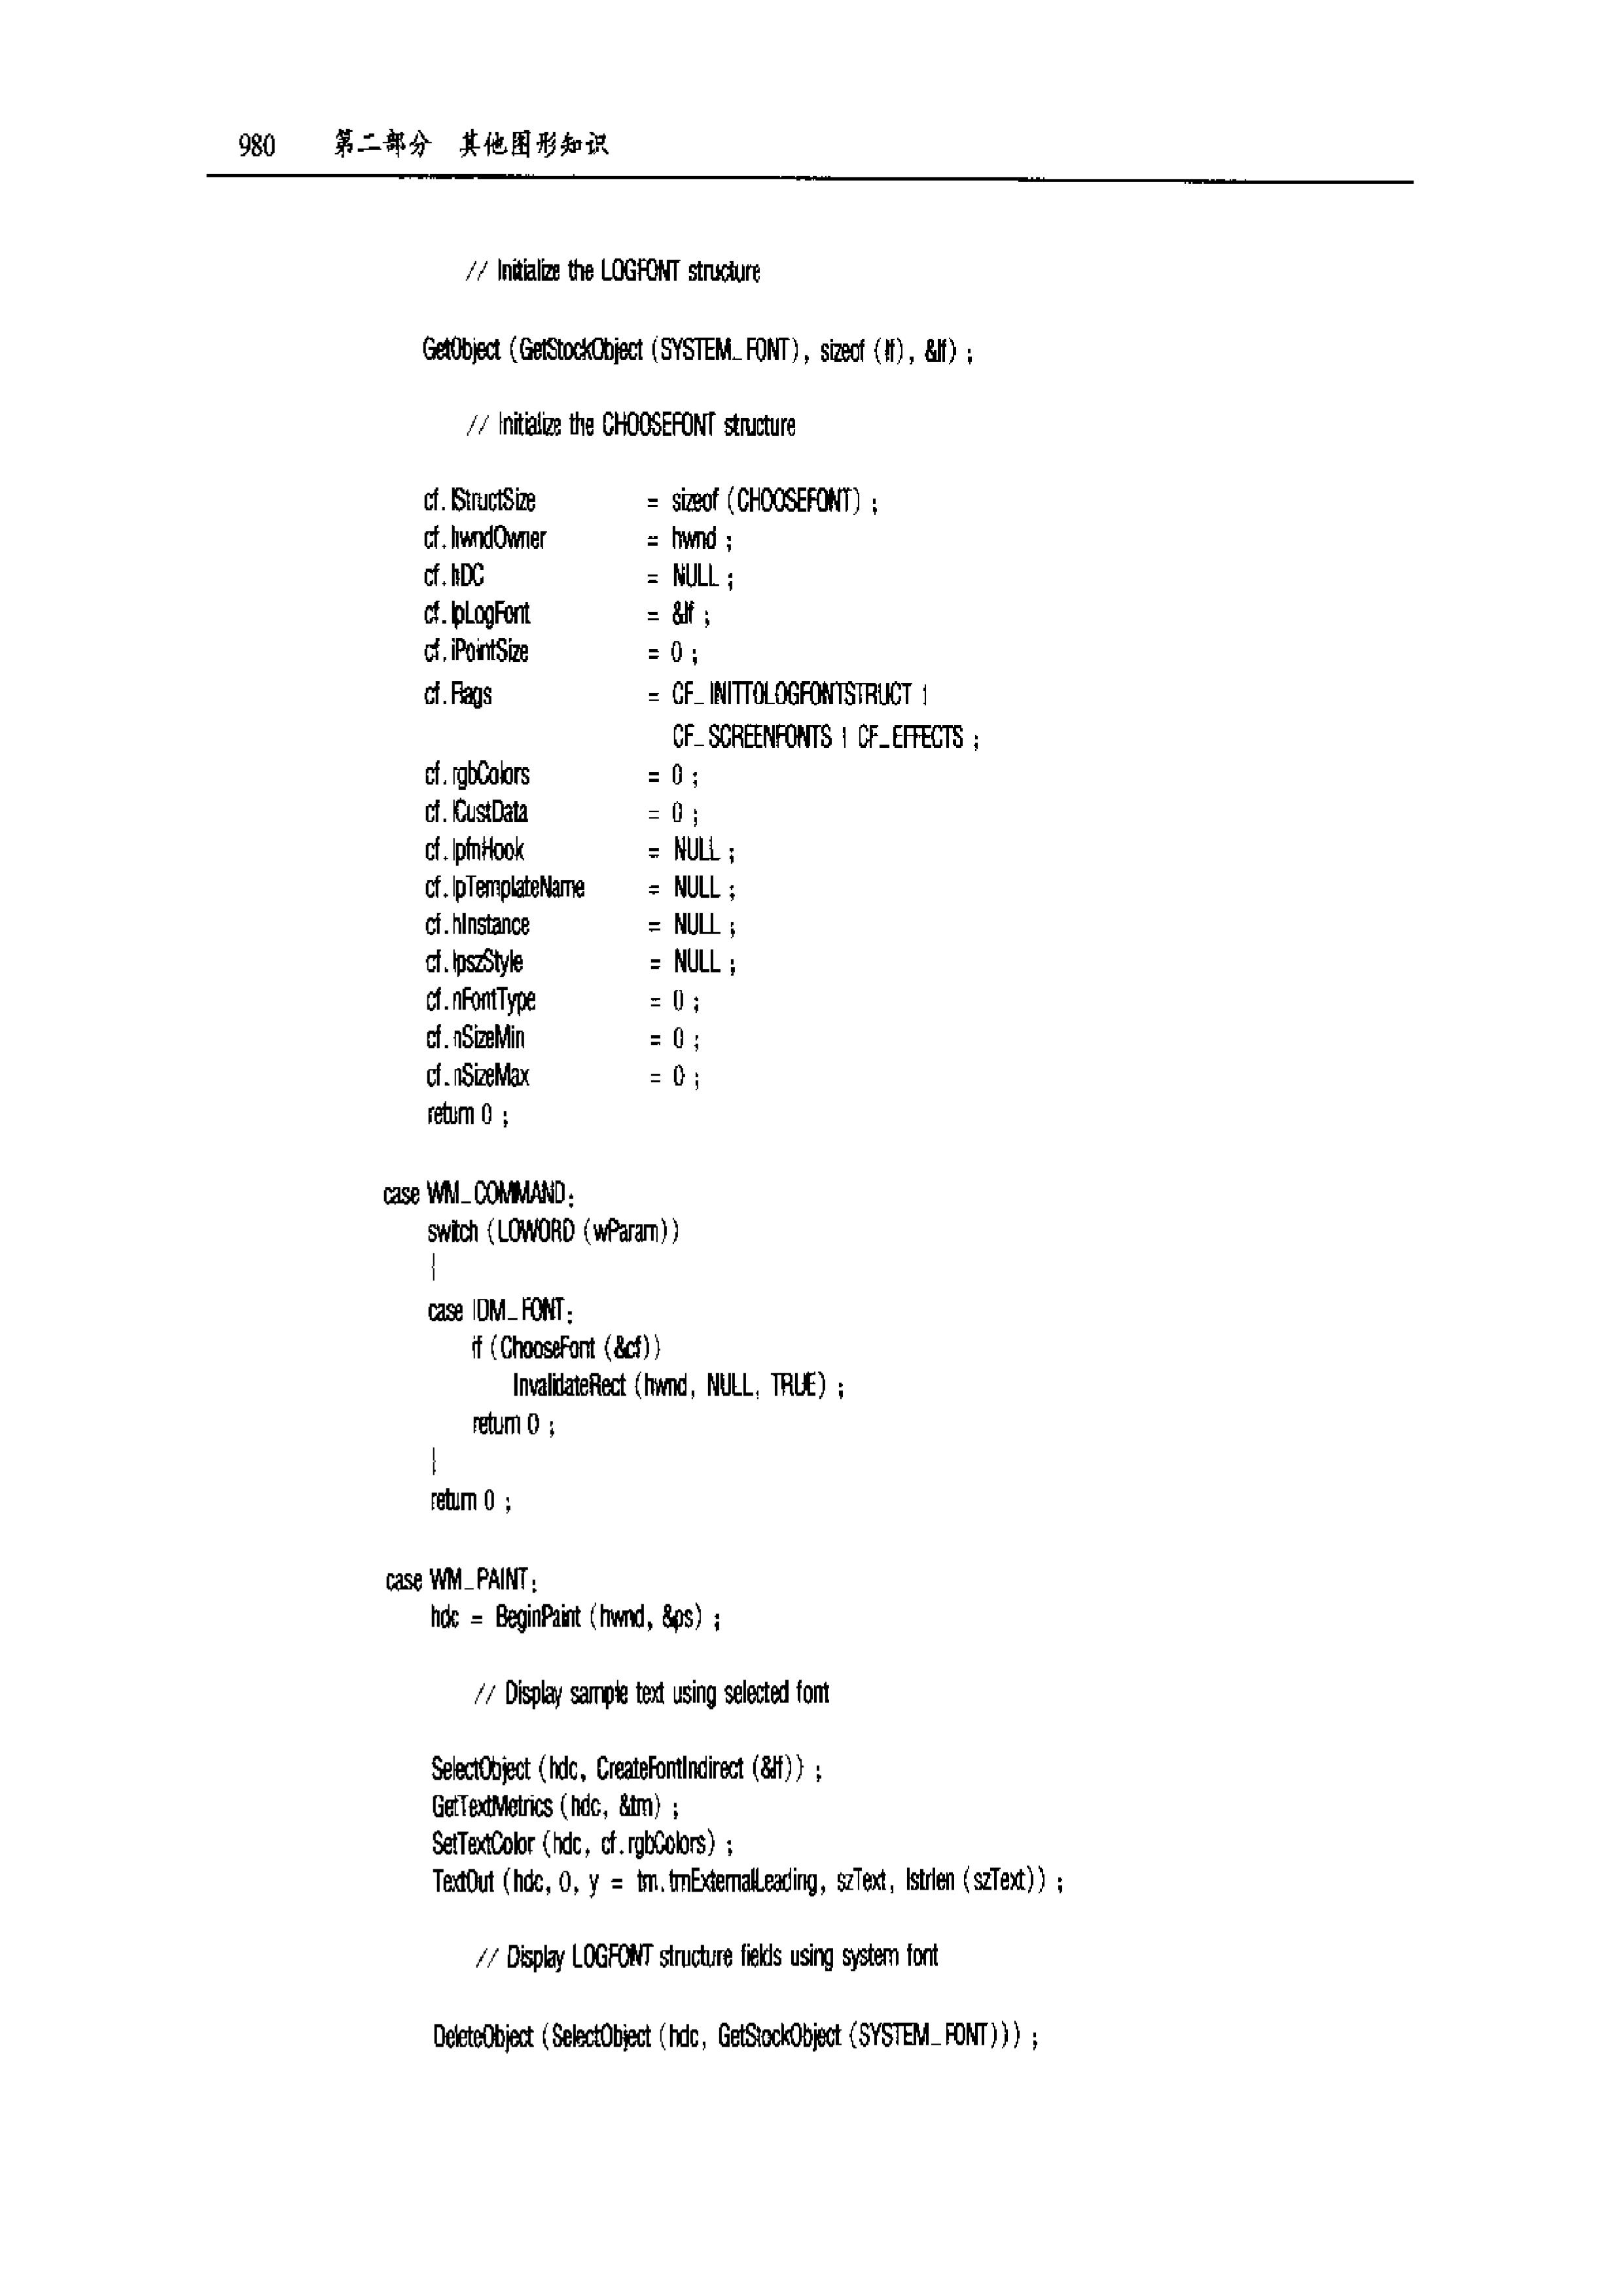 980 第二部分 其他图形知识
// Initialize the LOGFONT structure
GetObject (GetStockObject (SYSTEM_FONT), sizeof (lf), &lf) ;
// Initialize the CHOOSEFONT structure
cf.lStructSize = sizeof (CHOOSEFONT) ;
cf.hwndOwner = hwnd ;
cf.hDC = NULL ;
cf.lpLogFont = &lf ;
cf.iPointSize = 0 ;
cf.Flags = CF_INITTOLOGFONTSTRUCT |
CF_SCREENFONTS | CF_EFFECTS ;
cf.rgbColors = 0 ;
cf.lCustData = 0 ;
cf.lpfnHook = NULL ;
cf.lpTemplateName = NULL ;
cf.hInstance = NULL ;
cf.lpszStyle = NULL ;
cf.nFontType = 0 ;
cf.nSizeMin = 0 ;
cf.nSizeMax = 0 ;
return 0 ;
case WM_COMMAND:
switch (LOWORD (wParam))
{
case IDM_FONT:
if (ChooseFont (&cf))
InvalidateRect (hwnd, NULL, TRUE) ;
return 0 ;
}
return 0 ;
case WM_PAINT:
hdc = BeginPaint (hwnd, &ps) ;
// Display sample text using selected font
SelectObject (hdc, CreateFontIndirect (&lf)) ;
GetTextMetrics (hdc, &tm) ;
SetTextColor (hdc, cf.rgbColors) ;
TextOut (hdc, 0, y = tm.tmExternalLeading, szText, lstrlen (szText)) ;
// Display LOGFONT structure fields using system font
DeleteObject (SelectObject (hdc, GetStockObject (SYSTEM_FONT))) ;